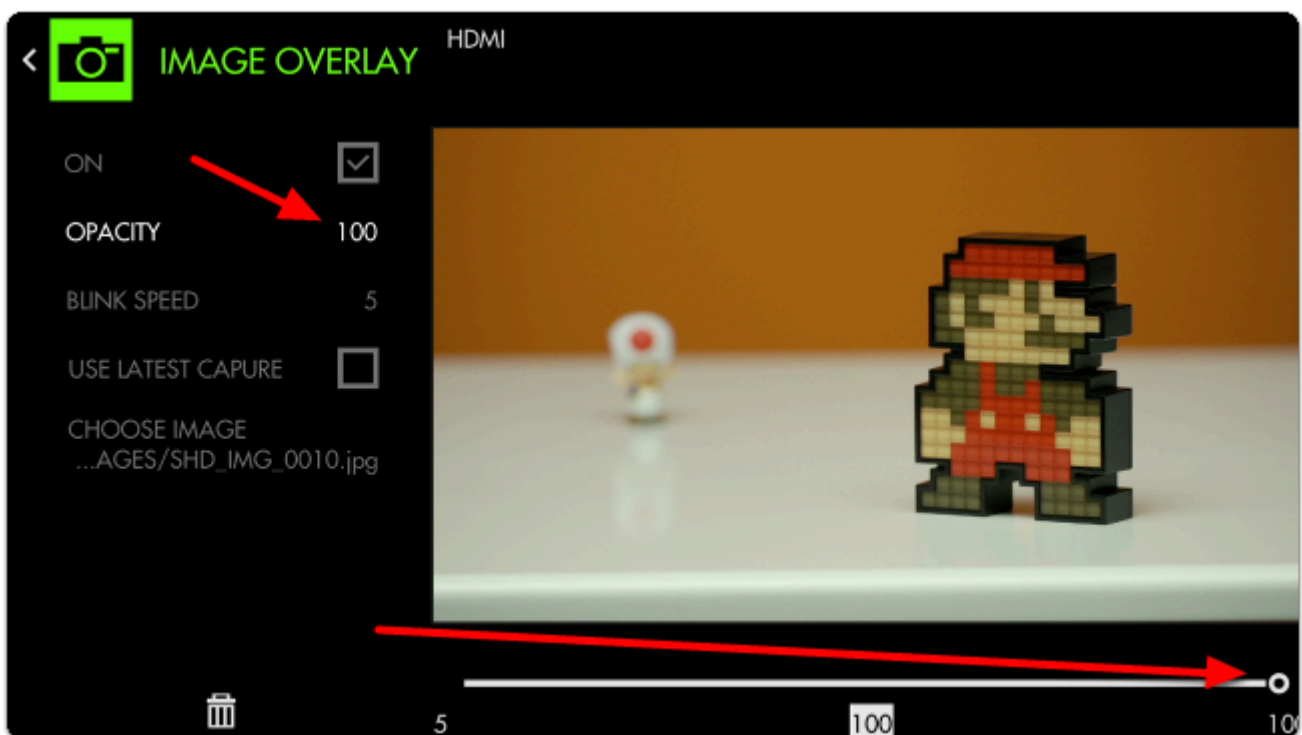 IMAGE OVERLAY
HDMI
ON
OPACITY 100
BLINK SPEED 5
USE LATEST CAPURE
CHOOSE IMAGE
...AGES/SHD_IMG_0010.jpg
5 100 100